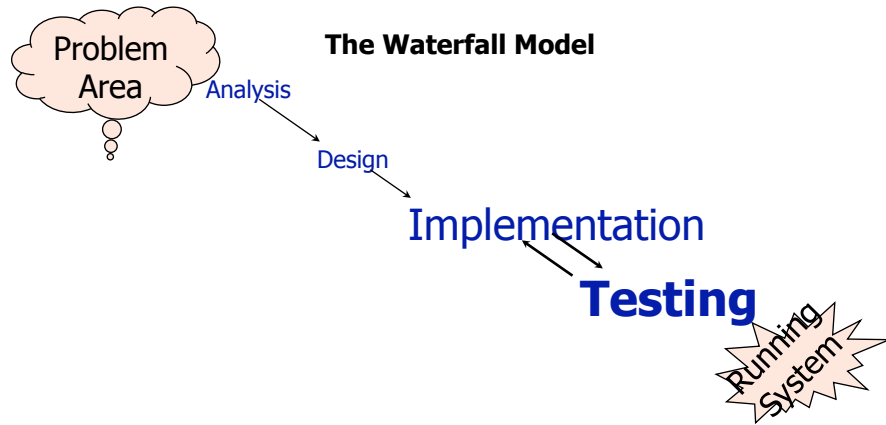 The Waterfall Model
Problem
Area
Analysis
Design
Implementation
Testing
Running
System